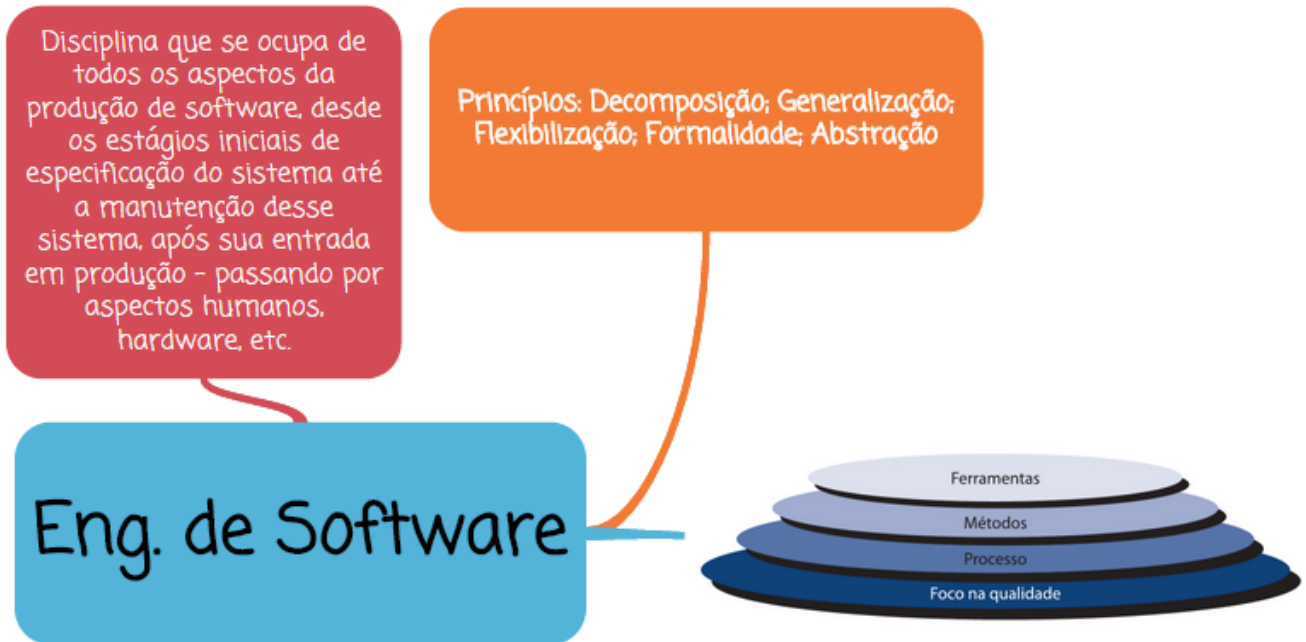 Disciplina que se ocupa de
todos os aspectos da
produção de software, desde
os estágios iniciais de
especificação do sistema até
a manutenção desse
sistema, após sua entrada
em produção - passando por
aspectos humanos,
hardware, etc.
Princípios: Decomposição; Generalização;
Flexibilização; Formalidade; Abstração
Eng. de Software
Ferramentas
Métodos
Processo
Foco na qualidade